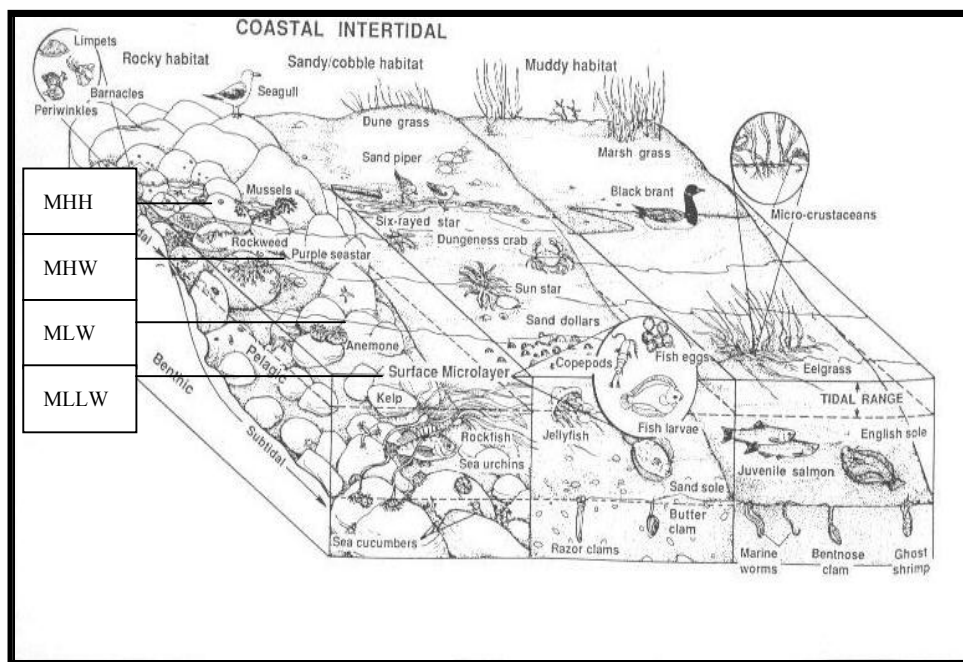 COASTAL INTERTIDAL
Limpets
Rocky habitat
Sandy/cobble habitat
Muddy habitat
Barnacles
Periwinkles
Seagull
Dune grass
Marsh grass
Sand piper
Black brant
Micro-crustaceans
MHH
Mussels
Six-rayed star
Rockweed
Dungeness crab
MHW
Purple seastar
Sun star
MLW
Sand dollars
Anemone
Copepods
Fish eggs
Eelgrass
Pelagic
Benthic
Surface Microlayer
MLLW
Kelp
TIDAL RANGE
Jellyfish
Fish larvae
Rockfish
English sole
Subtidal
Sea urchins
Juvenile salmon
Sand sole
Sea cucumbers
Razor clams
Butter
clam
Marine
worms
Bentnose
clam
Ghost
shrimp